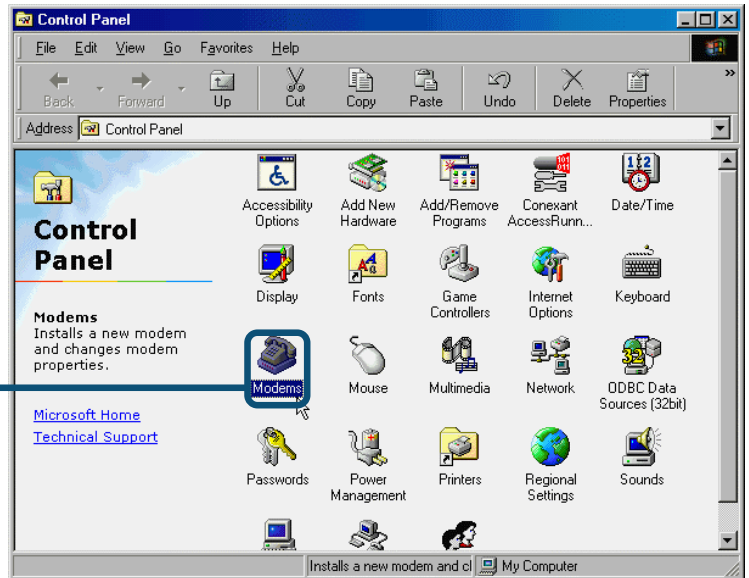 Control Panel
File Edit View Go Favorites Help
Back Forward Up Cut Copy Paste Undo Delete Properties »
Address Control Panel
Control
Panel
Modems
Installs a new modem
and changes modem
properties.
Microsoft Home
Technical Support
Accessibility
Options
Add New
Hardware
Add/Remove
Programs
Conexant
AccessRunn...
Date/Time
Display
Fonts
Game
Controllers
Internet
Options
Keyboard
Modems
Mouse
Multimedia
Network
ODBC Data
Sources (32bit)
Passwords
Power
Management
Printers
Regional
Settings
Sounds
Installs a new modem and cl My Computer